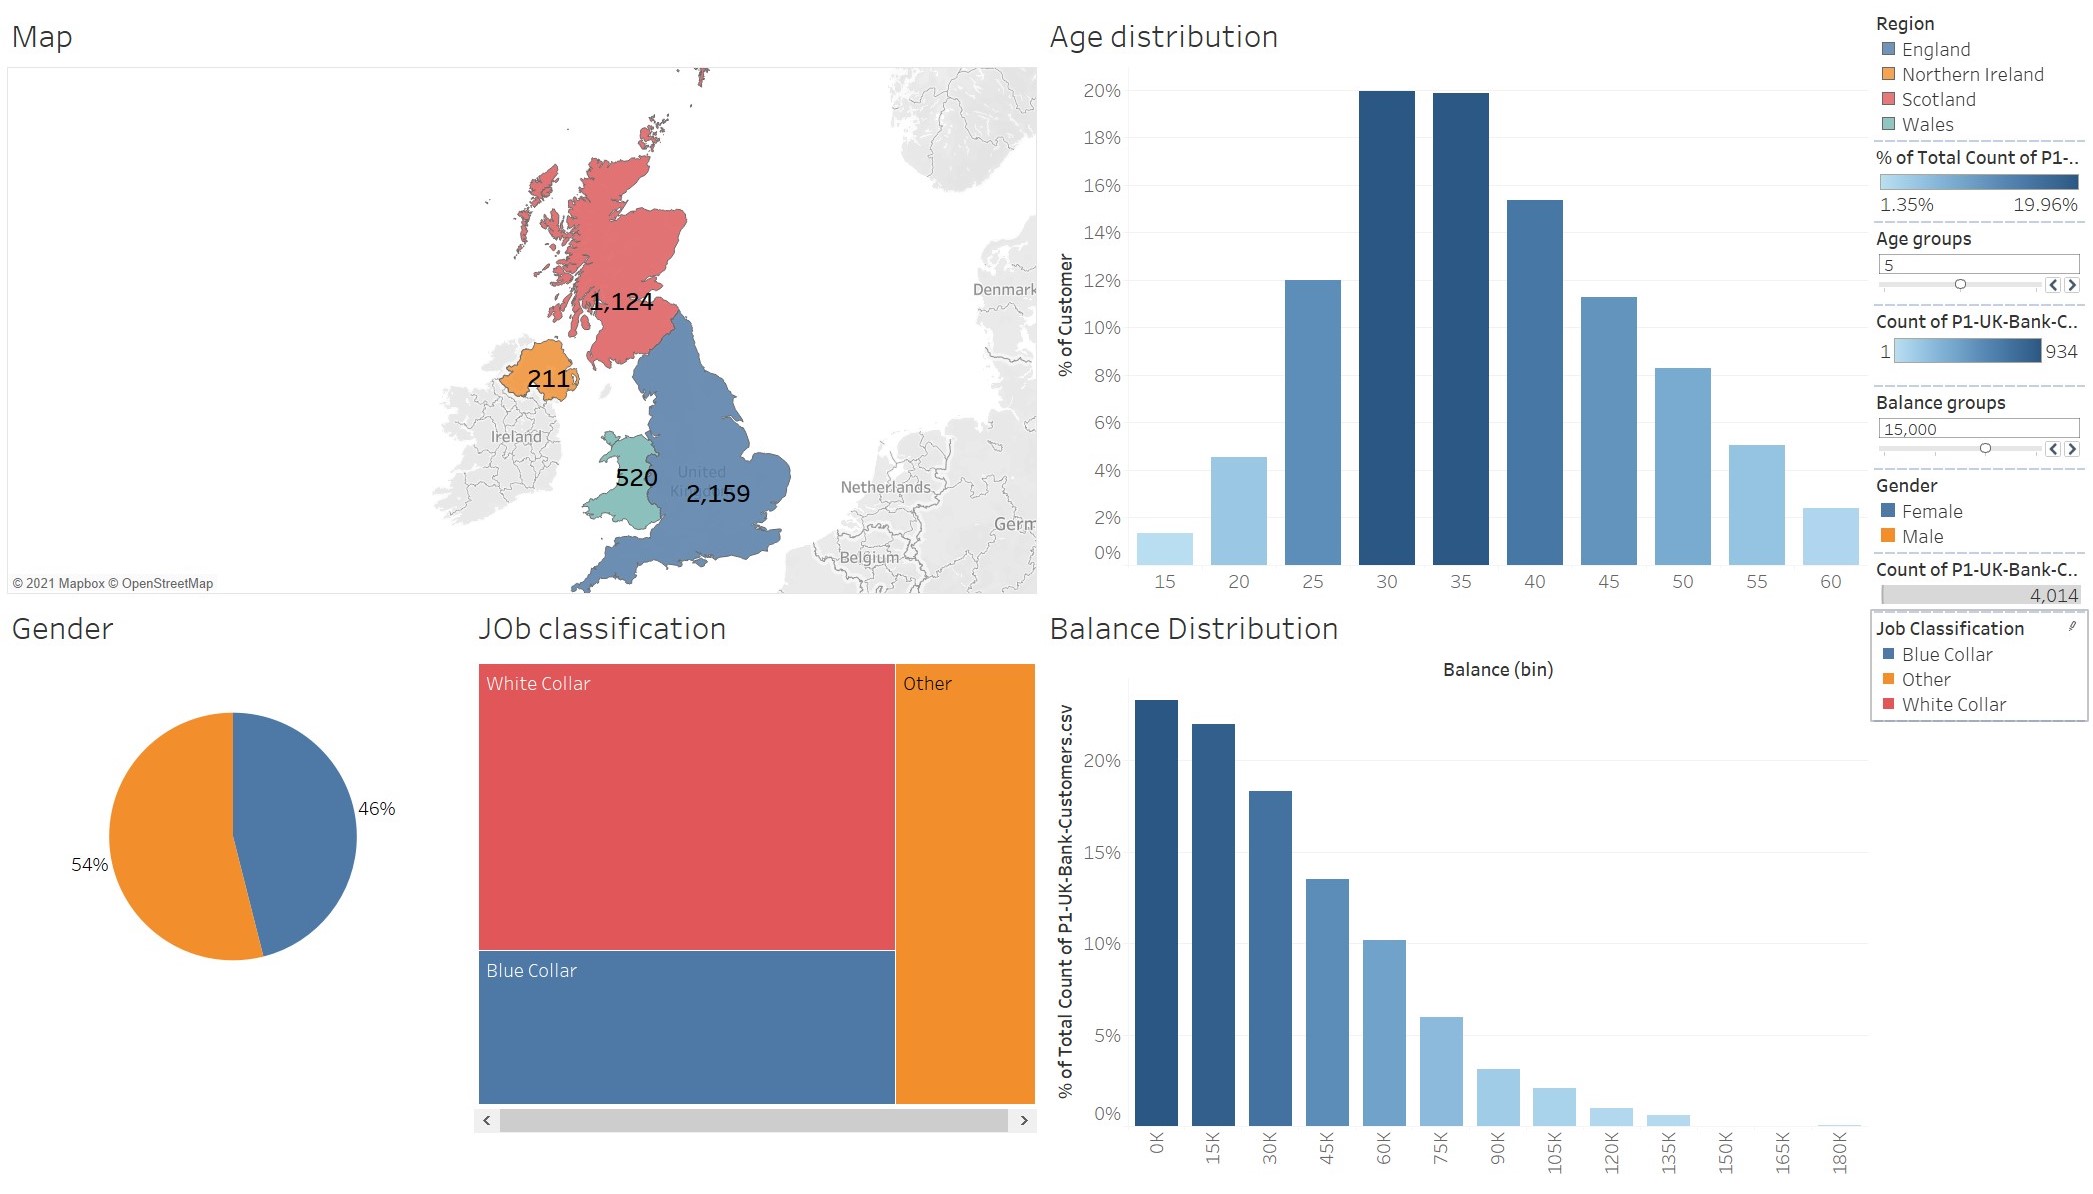 Map
1,124
211
520
United
Kingdom
2,159
Ireland
Denmark
Netherlands
Belgium
Germ
© 2021 Mapbox © OpenStreetMap
Age distribution
% of Customer
20%
18%
16%
14%
12%
10%
8%
6%
4%
2%
0%
15 20 25 30 35 40 45 50 55 60
Region
England
Northern Ireland
Scotland
Wales
% of Total Count of P1-..
1.35% 19.96%
Age groups
5
Count of P1-UK-Bank-C..
1 934
Balance groups
15,000
Gender
Female
Male
Count of P1-UK-Bank-C..
4,014
Job Classification
Blue Collar
Other
White Collar
Gender
46%
54%
JOb classification
White Collar
Other
Blue Collar
Balance Distribution
Balance (bin)
% of Total Count of P1-UK-Bank-Customers.csv
20%
15%
10%
5%
0%
0K 15K 30K 45K 60K 75K 90K 105K 120K 135K 150K 165K 180K